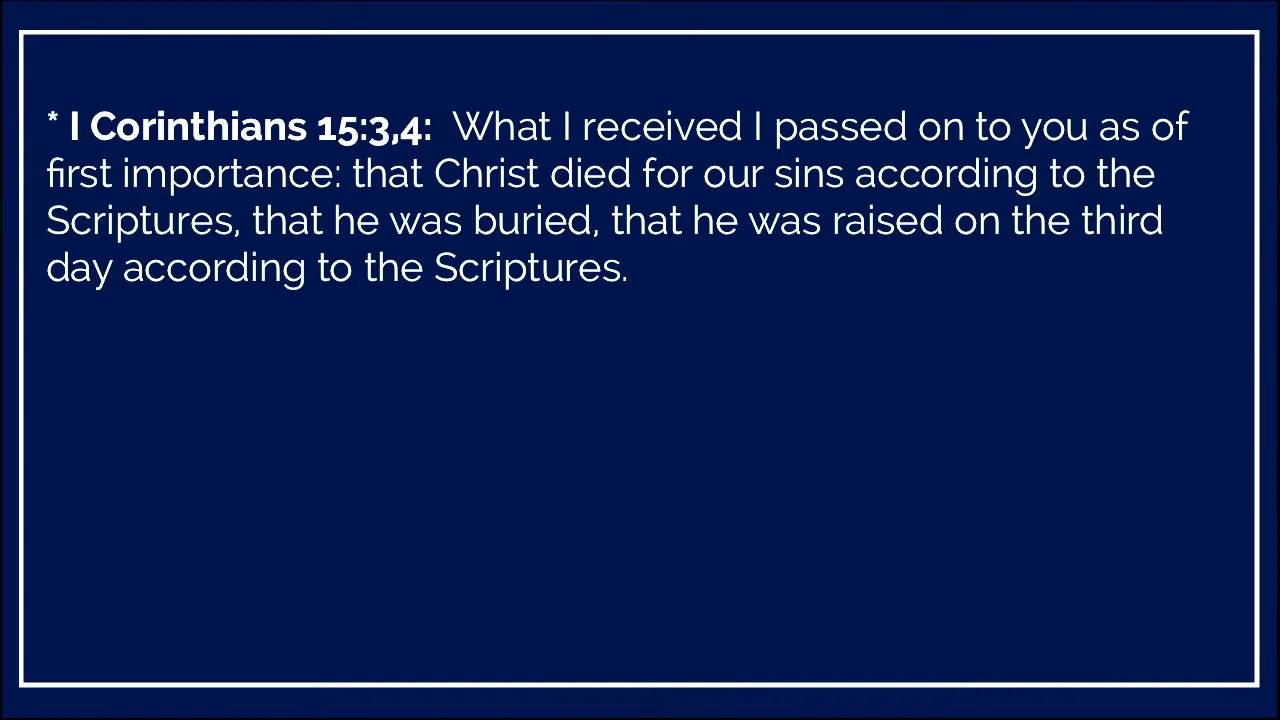 * I Corinthians 15:3,4:  What I received I passed on to you as of
first importance: that Christ died for our sins according to the
Scriptures, that he was buried, that he was raised on the third
day according to the Scriptures.